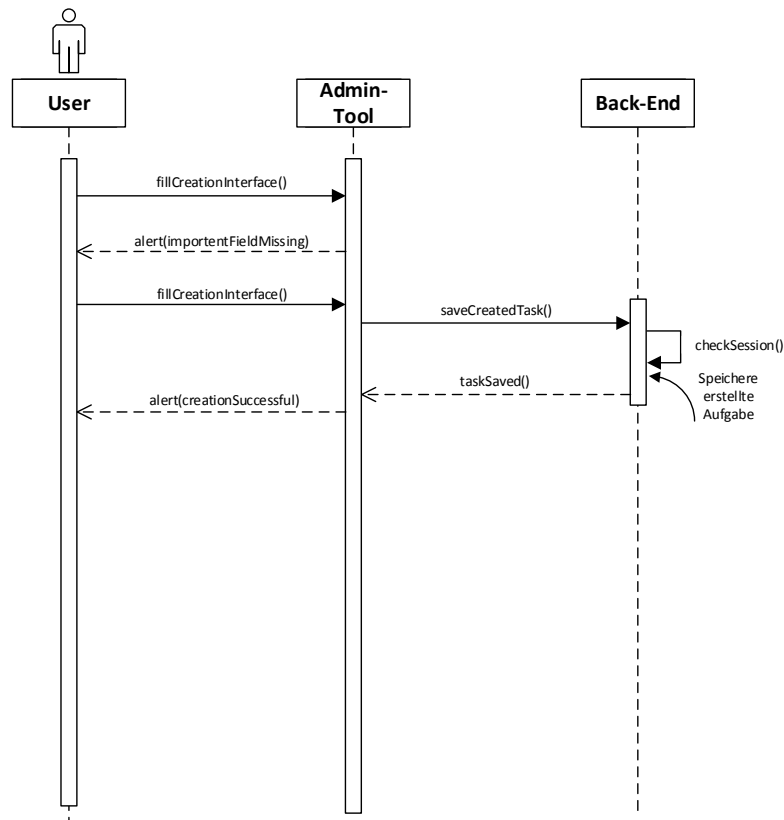 User
Admin-
Tool
Back-End
fillCreationInterface()
alert(importentFieldMissing)
fillCreationInterface()
saveCreatedTask()
checkSession()
taskSaved()
Speichere
erstellte
Aufgabe
alert(creationSuccessful)